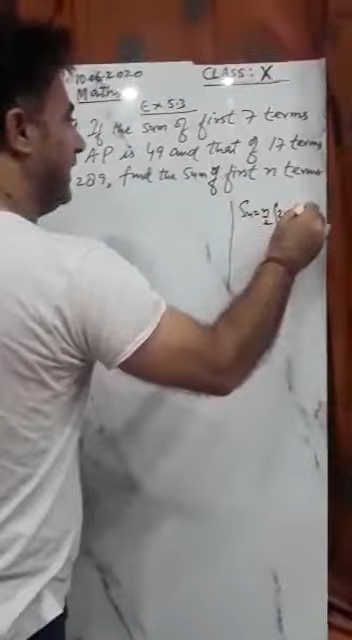 10-06-2020 CLASS: X
Maths
Ex 5.3
If the sum of first 7 terms
AP is 49 and that of 17 terms
289, find the sum of first n terms
Sn=n/2[2